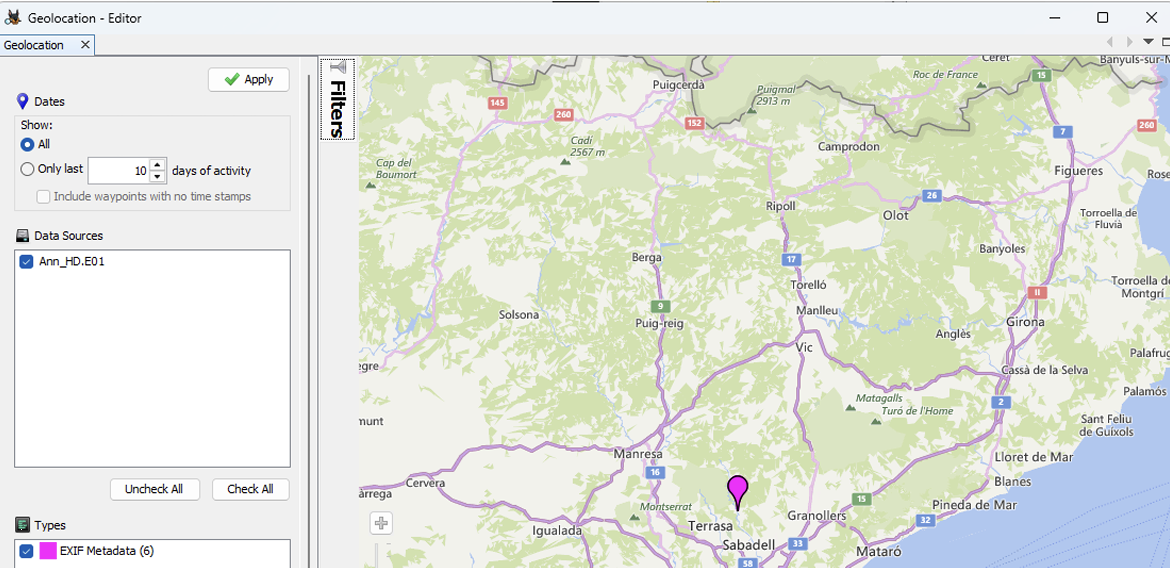 Geolocation - Editor
Geolocation
Apply
Dates
Show:
All
Only last 10 days of activity
Include waypoints with no time stamps
Data Sources
Ann_HD.E01
Uncheck All
Check All
Types
EXIF Metadata (6)
Filters
Ceret
Banyuls-sur-M
Roc de France
15
Puigcerdà
Puigmal
2913 m
145
260
152
260
7
Cadí
2567 m
Camprodon
Cap del
Boumort
Figueres
Rose
26
Ripoll
Olot
Torroella de
Fluvià
Banyoles
Berga
17
Torelló
Torroella de
Montgrí
II
9
Solsona
Puig-reig
Manlleu
Girona
Anglès
Vic
Palafrug
egre
Cassà de la Selva
Palamós
Matagalls
Turó de l'Home
2
munt
Sant Feliu
de Guíxols
Manresa
Lloret de Mar
16
Cervera
Blanes
àrrega
Montserrat
15
Pineda de Mar
Granollers
32
Igualada
Terrasa
Sabadell
33
Mataró
58